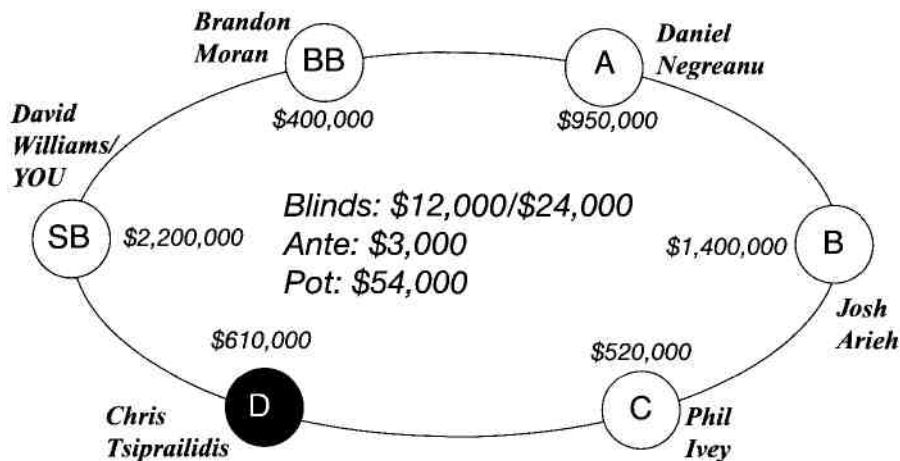 Brandon
Moran
BB
$400,000
A
$950,000
Daniel
Negreanu
David
Williams/
YOU
SB
$2,200,000
Blinds: $12,000/$24,000
Ante: $3,000
Pot: $54,000
$1,400,000
B
Josh
Arieh
$610,000
D
Chris
Tsiprailidis
$520,000
C
Phil
Ivey